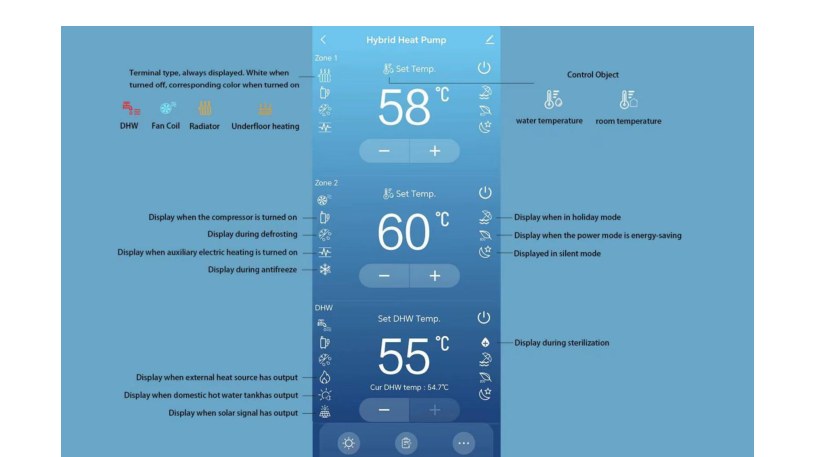 Hybrid Heat Pump
Zone 1
Set Temp.
58 °C
− +
Terminal type, always displayed. White when
turned off, corresponding color when turned on
DHW Fan Coil Radiator Underfloor heating
Control Object
water temperature room temperature
Zone 2
Set Temp.
60 °C
− +
Display when the compressor is turned on
Display during defrosting
Display when auxiliary electric heating is turned on
Display during antifreeze
Display when in holiday mode
Display when the power mode is energy-saving
Displayed in silent mode
DHW
Set DHW Temp.
55 °C
Cur DHW temp : 54.7℃
− +
Display during sterilization
Display when external heat source has output
Display when domestic hot water tankhas output
Display when solar signal has output